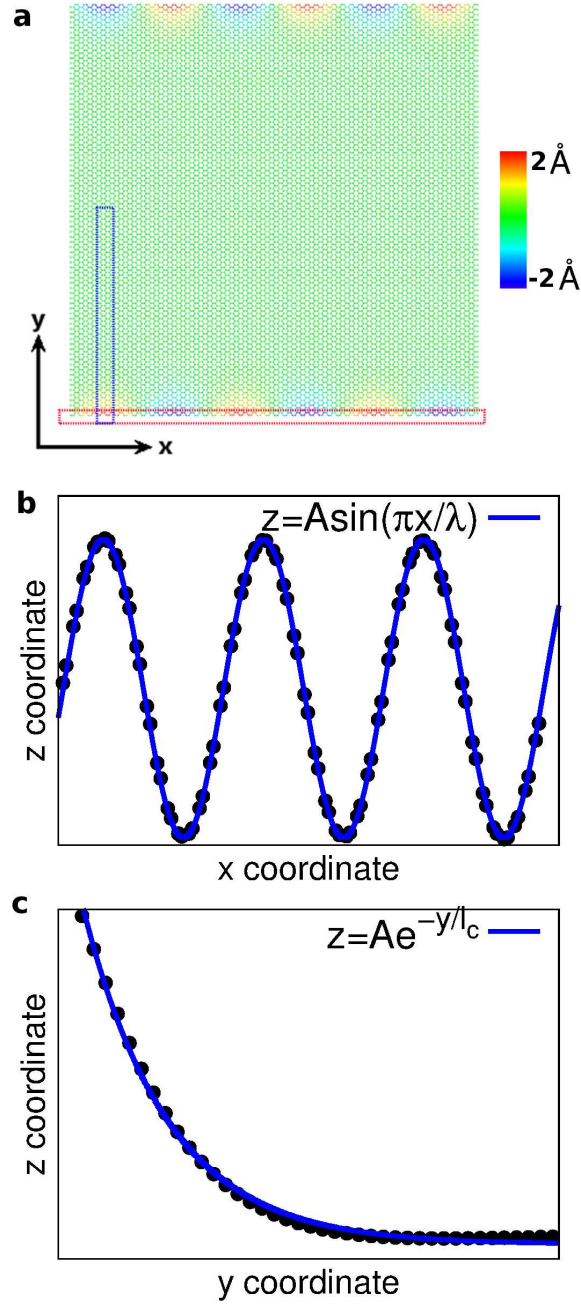 a
2 Å
-2 Å
y
x
b
z=Asin(πx/λ)
z coordinate
x coordinate
c
z=Ae^{-y/l_c}
z coordinate
y coordinate